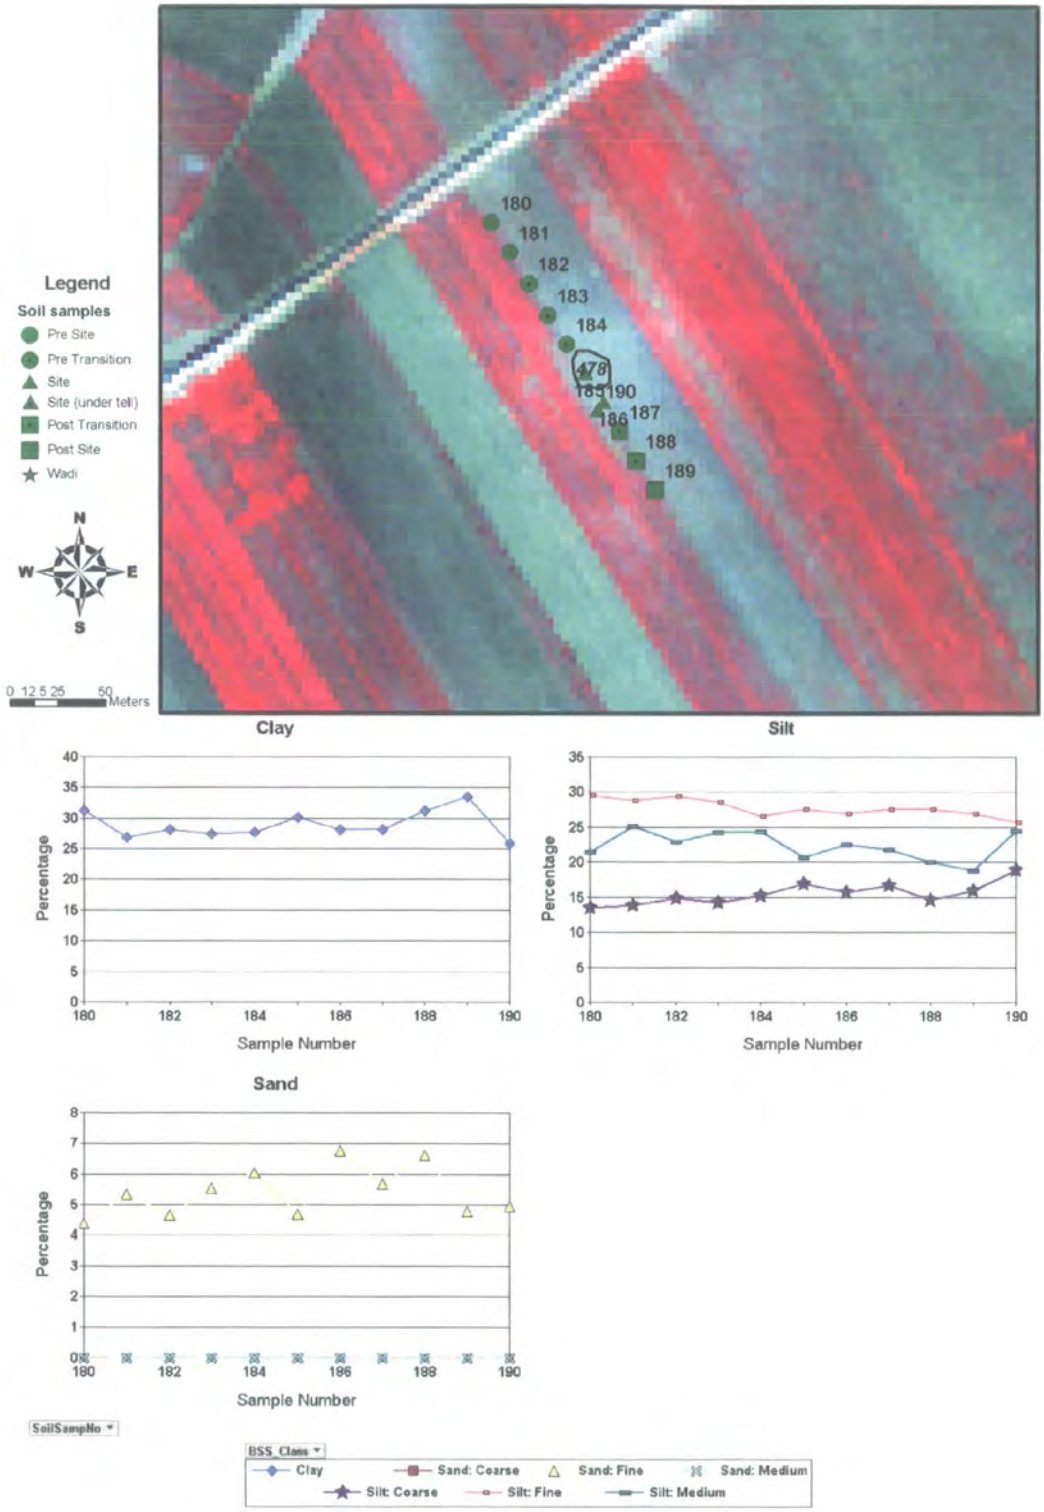 180
181
182
183
184
478
185 190
186 187
188
189
Legend
Soil samples
Pre Site
Pre Transition
Site
Site (under tell)
Post Transition
Post Site
Wadi
N
W E
S
0 12.5 25 50
Meters
Clay
40
35
30
25
20
15
10
5
0
180 182 184 186 188 190
Percentage
Sample Number
Silt
35
30
25
20
15
10
5
0
180 182 184 186 188 190
Percentage
Sample Number
Sand
8
7
6
5
4
3
2
1
0
180 182 184 186 188 190
Percentage
Sample Number
SoilSampNo
BSS_Class
Clay Sand: Coarse Sand: Fine Sand: Medium
Silt: Coarse Silt: Fine Silt: Medium